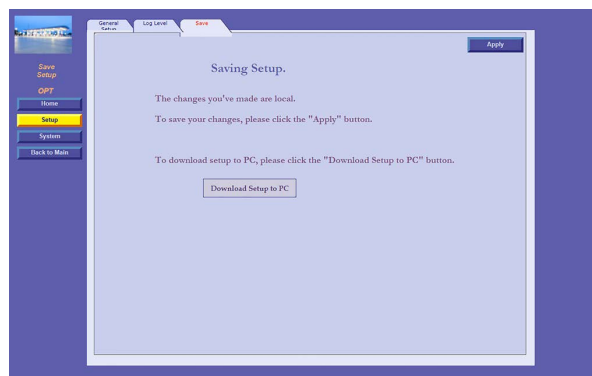 General
Setup
Log Level
Save
Apply
Save
Setup
OPT
Home
Setup
System
Back to Main
Saving Setup.
The changes you've made are local.
To save your changes, please click the "Apply" button.
To download setup to PC, please click the "Download Setup to PC" button.
Download Setup to PC